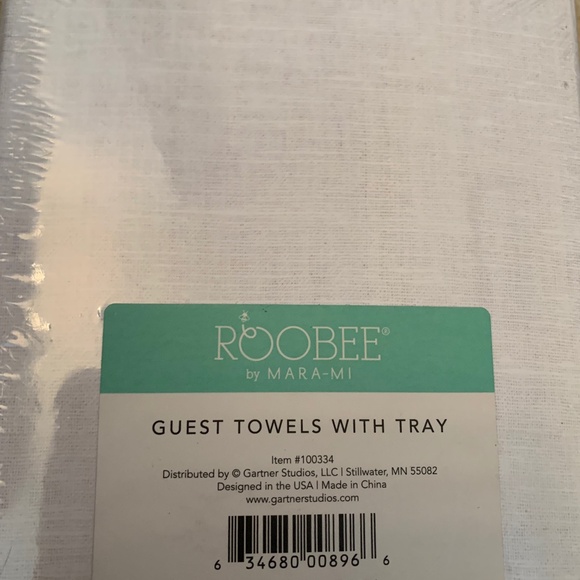 ROOBEE®
by MARA-MI
GUEST TOWELS WITH TRAY
Item #100334
Distributed by © Gartner Studios, LLC | Stillwater, MN 55082
Designed in the USA | Made in China
www.gartnerstudios.com
6 34680 00896 6